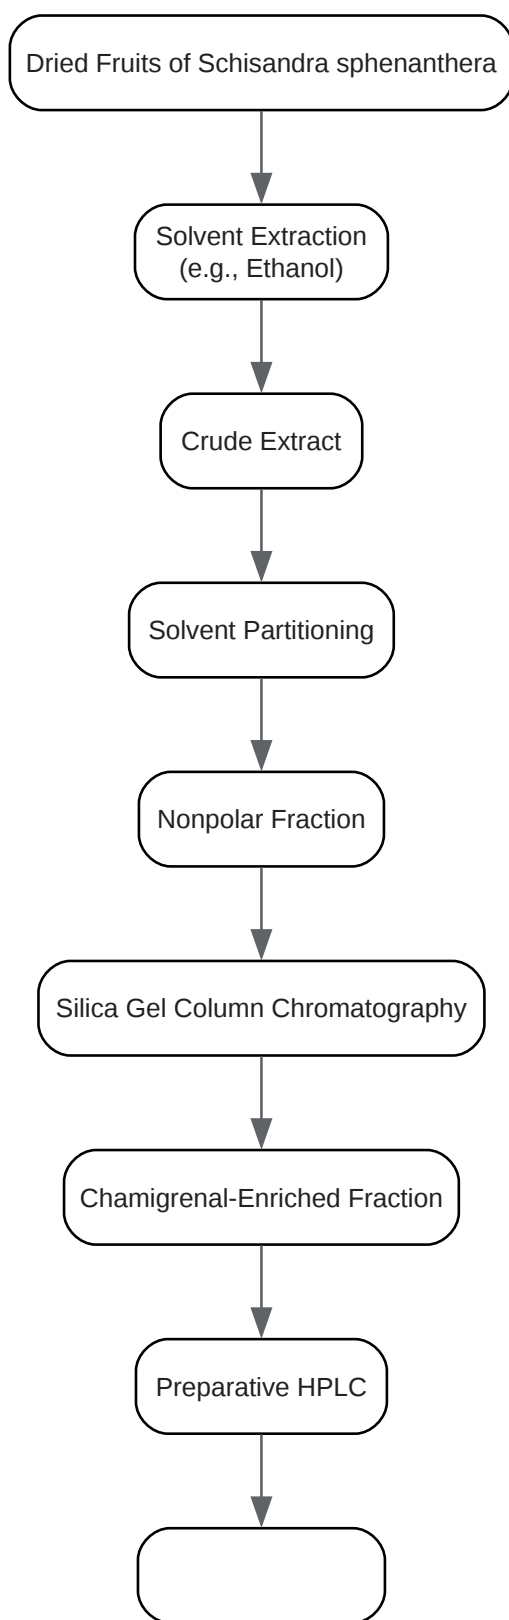 Dried Fruits of Schisandra sphenanthera
Solvent Extraction
(e.g., Ethanol)
Crude Extract
Solvent Partitioning
Nonpolar Fraction
Silica Gel Column Chromatography
Chamigrenal-Enriched Fraction
Preparative HPLC